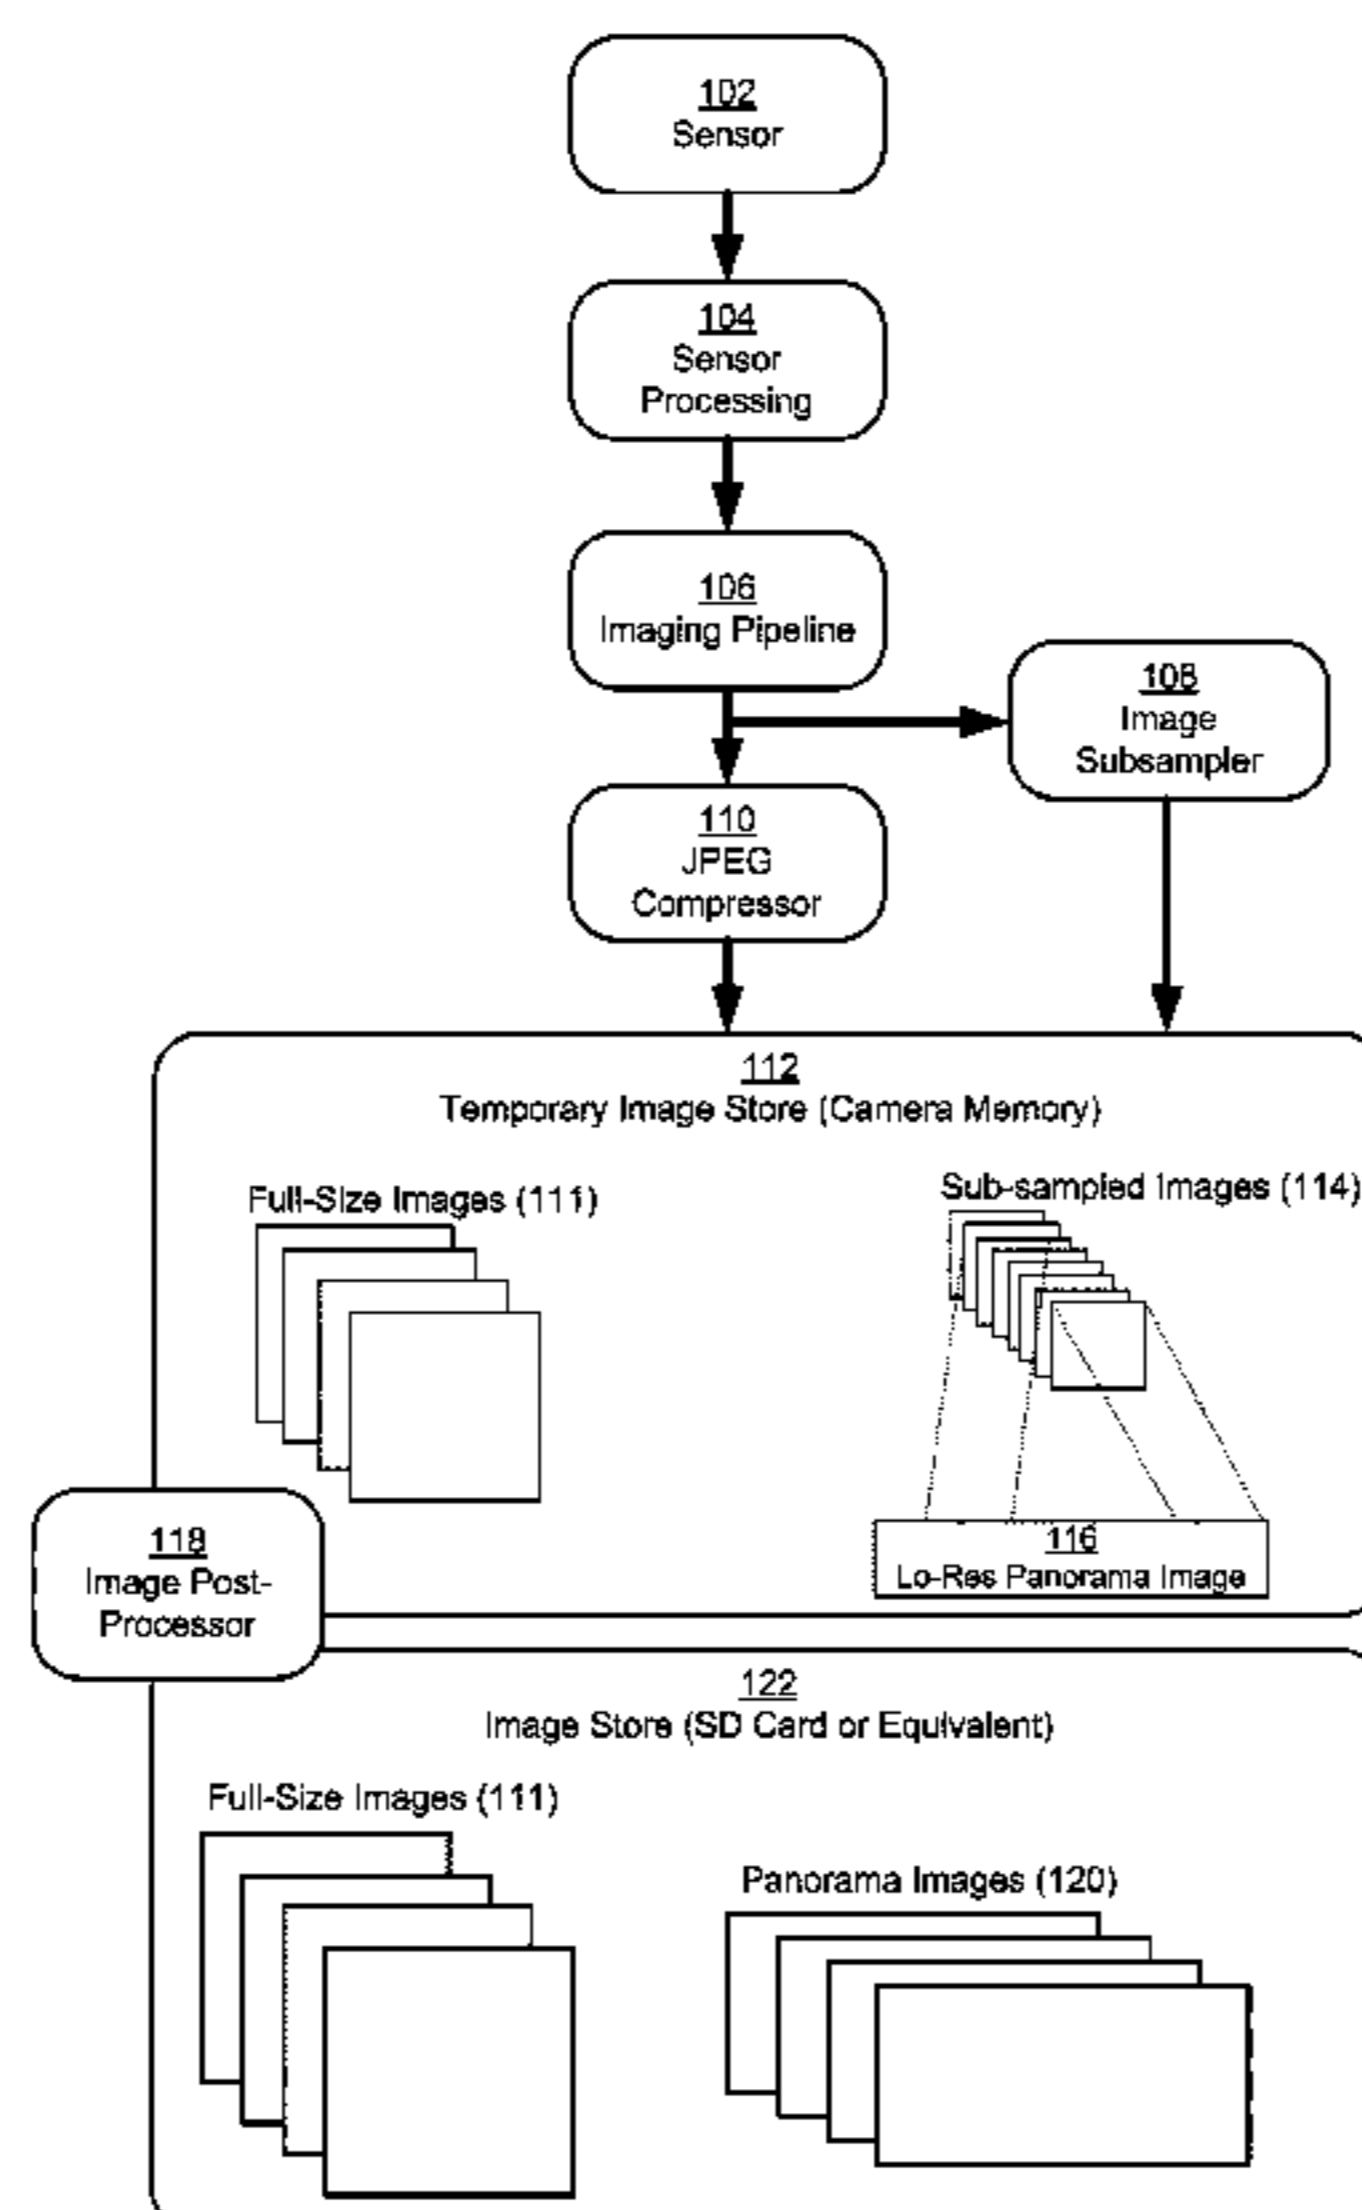 102
Sensor
104
Sensor
Processing
106
Imaging Pipeline
108
Image
Subsampler
110
JPEG
Compressor
112
Temporary Image Store (Camera Memory)
Full-Size Images (111)
Sub-sampled Images (114)
116
Lo-Res Panorama Image
118
Image Post-
Processor
122
Image Store (SD Card or Equivalent)
Full-Size Images (111)
Panorama Images (120)